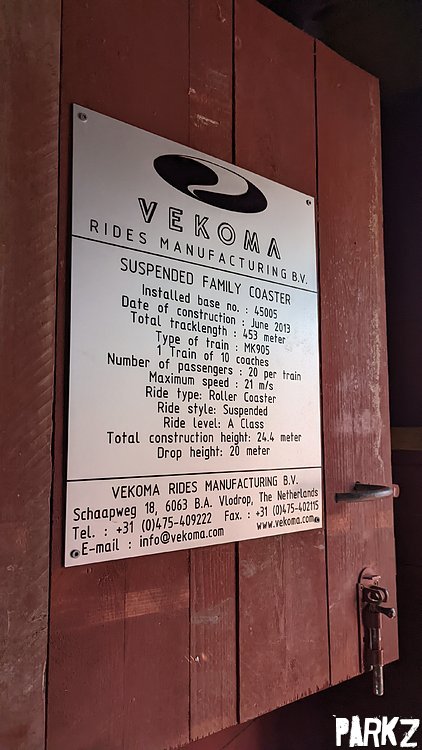 VEKOMA
RIDES MANUFACTURING B.V.
SUSPENDED FAMILY COASTER
Installed base no. : 45005
Date of construction : June 2013
Total tracklength : 453 meter
Type of train : MK905
1 Train of 10 coaches
Number of passengers : 20 per train
Maximum speed : 21 m/s
Ride type: Roller Coaster
Ride style: Suspended
Ride level: A Class
Total construction height: 24.4 meter
Drop height: 20 meter
VEKOMA RIDES MANUFACTURING B.V.
Schaapweg 18, 6063 B.A. Vlodrop, The Netherlands
Tel. : +31 (0)475-409222 Fax. : +31 (0)475-402115
E-mail : info@vekoma.com www.vekoma.com
PARKZ